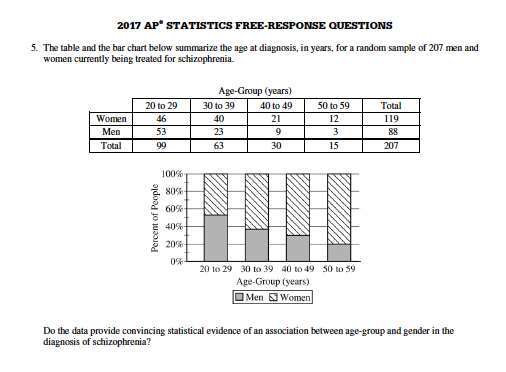 2017 AP® STATISTICS FREE-RESPONSE QUESTIONS
5. The table and the bar chart below summarize the age at diagnosis, in years, for a random sample of 207 men and
women currently being treated for schizophrenia.
Age-Group (years)
20 to 29 30 to 39 40 to 49 50 to 59 Total
Women 46 40 21 12 119
Men 53 23 9 3 88
Total 99 63 30 15 207
100%
80%
60%
40%
20%
0%
Percent of People
20 to 29 30 to 39 40 to 49 50 to 59
Age-Group (years)
Men Women
Do the data provide convincing statistical evidence of an association between age-group and gender in the
diagnosis of schizophrenia?